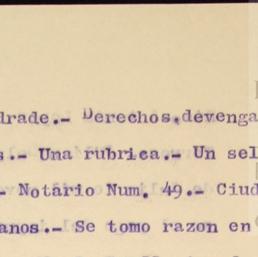 drade.- Derechos.devenga
s.- Una rubrica.- Un sel
- Notario Num. 49.- Ciud
anos.- Se tomo razon en